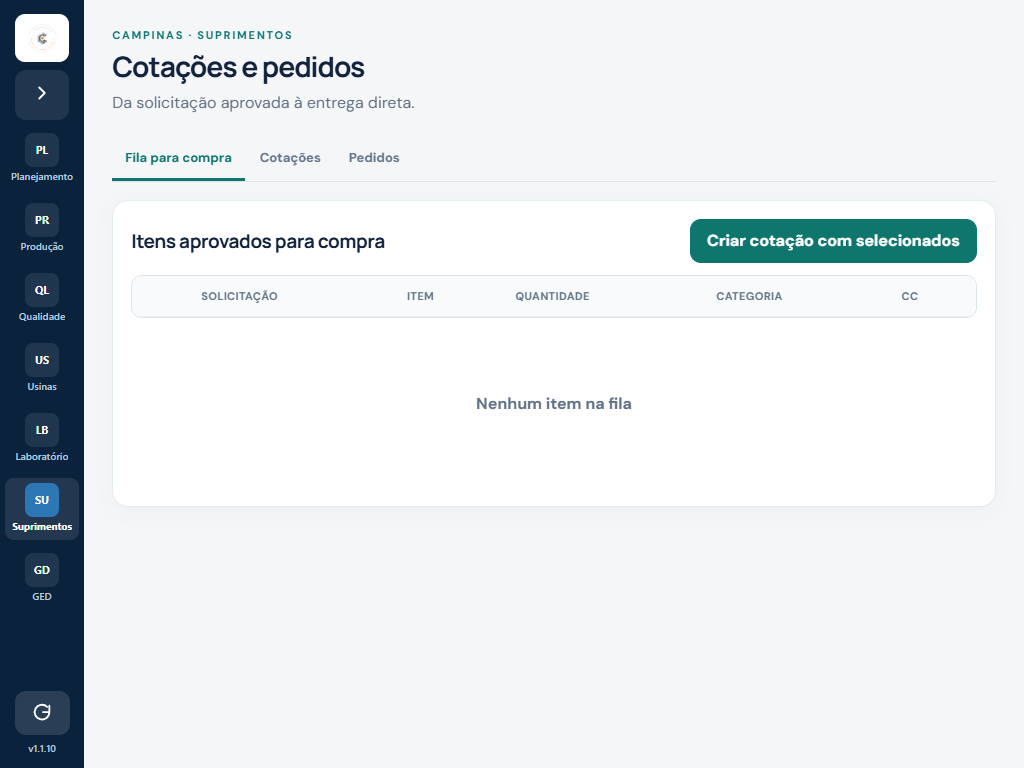 CAMPINAS · SUPRIMENTOS
Cotações e pedidos
Da solicitação aprovada à entrega direta.
Fila para compra
Cotações
Pedidos
Itens aprovados para compra
Criar cotação com selecionados
SOLICITAÇÃO
ITEM
QUANTIDADE
CATEGORIA
CC
Nenhum item na fila
PL
Planejamento
PR
Produção
QL
Qualidade
US
Usinas
LB
Laboratório
SU
Suprimentos
GD
GED
v1.1.10